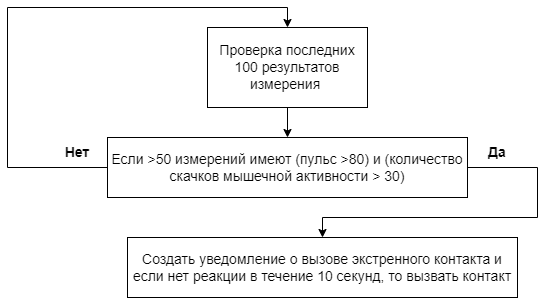 Проверка последних
100 результатов
измерения
Нет
Да
Если >50 измерений имеют (пульс >80) и (количество
скачков мышечной активности > 30)
Создать уведомление о вызове экстренного контакта и
если нет реакции в течение 10 секунд, то вызвать контакт